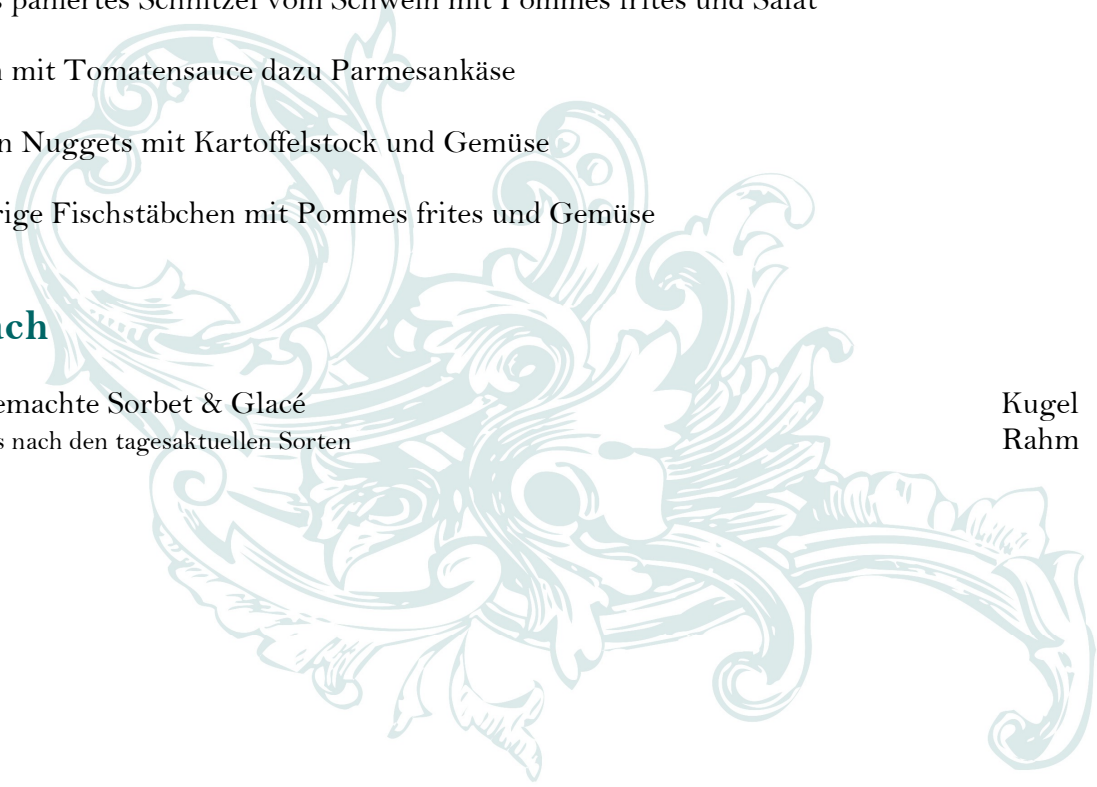 paniertes Schnitzel vom Schwein mit Pommes frites und Salat
mit Tomatensauce dazu Parmesankäse
Nuggets mit Kartoffelstock und Gemüse
rige Fischstäbchen mit Pommes frites und Gemüse
ach
emachte Sorbet & Glacé Kugel
s nach den tagesaktuellen Sorten Rahm